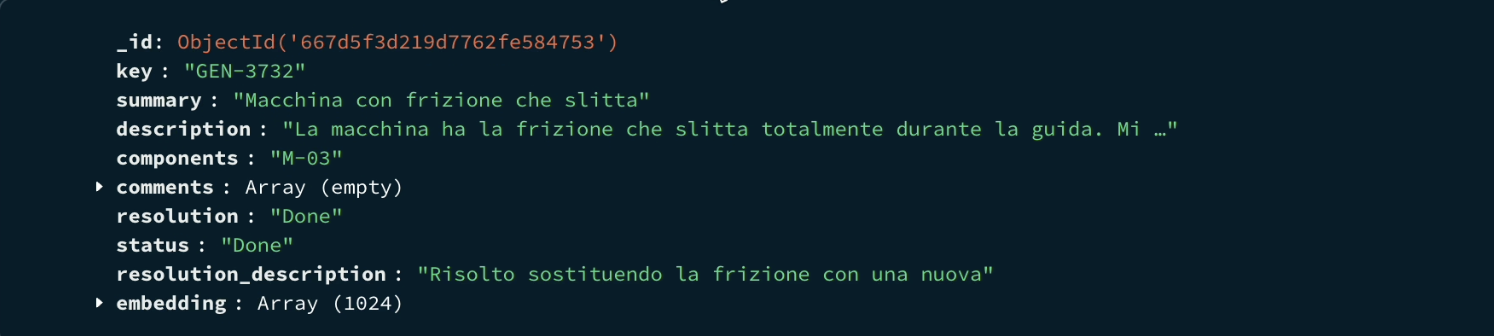 _id: ObjectId('667d5f3d219d7762fe584753')
key : "GEN-3732"
summary : "Macchina con frizione che slitta"
description : "La macchina ha la frizione che slitta totalmente durante la guida. Mi …"
components : "M-03"
comments : Array (empty)
resolution : "Done"
status : "Done"
resolution_description : "Risolto sostituendo la frizione con una nuova"
embedding : Array (1024)